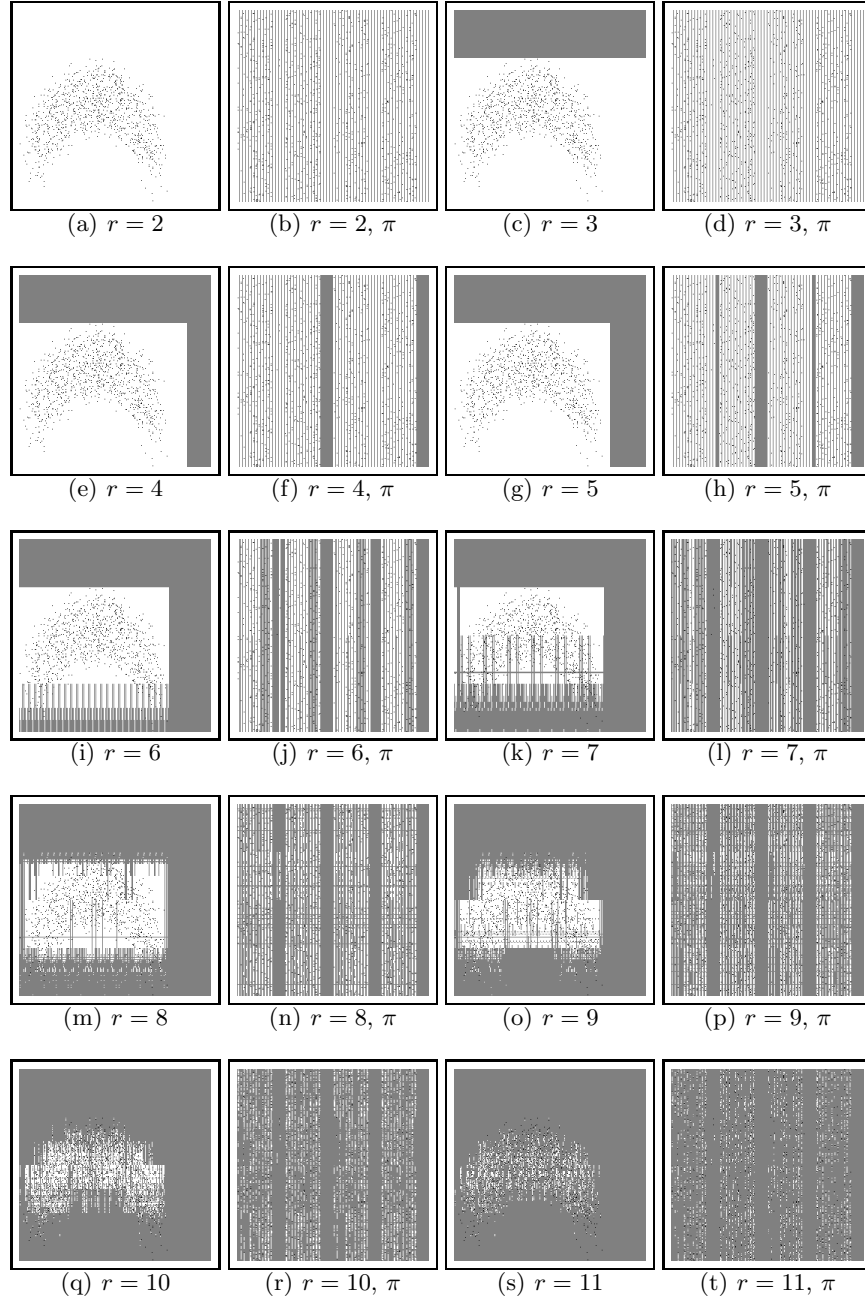 (a) r = 2 (b) r = 2, π (c) r = 3 (d) r = 3, π
(e) r = 4 (f) r = 4, π (g) r = 5 (h) r = 5, π
(i) r = 6 (j) r = 6, π (k) r = 7 (l) r = 7, π
(m) r = 8 (n) r = 8, π (o) r = 9 (p) r = 9, π
(q) r = 10 (r) r = 10, π (s) r = 11 (t) r = 11, π